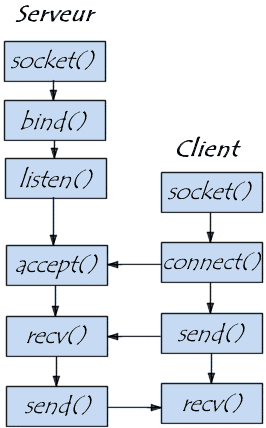 Serveur
socket()
bind()
listen()
accept()
recv()
send()
Client
socket()
connect()
send()
recv()